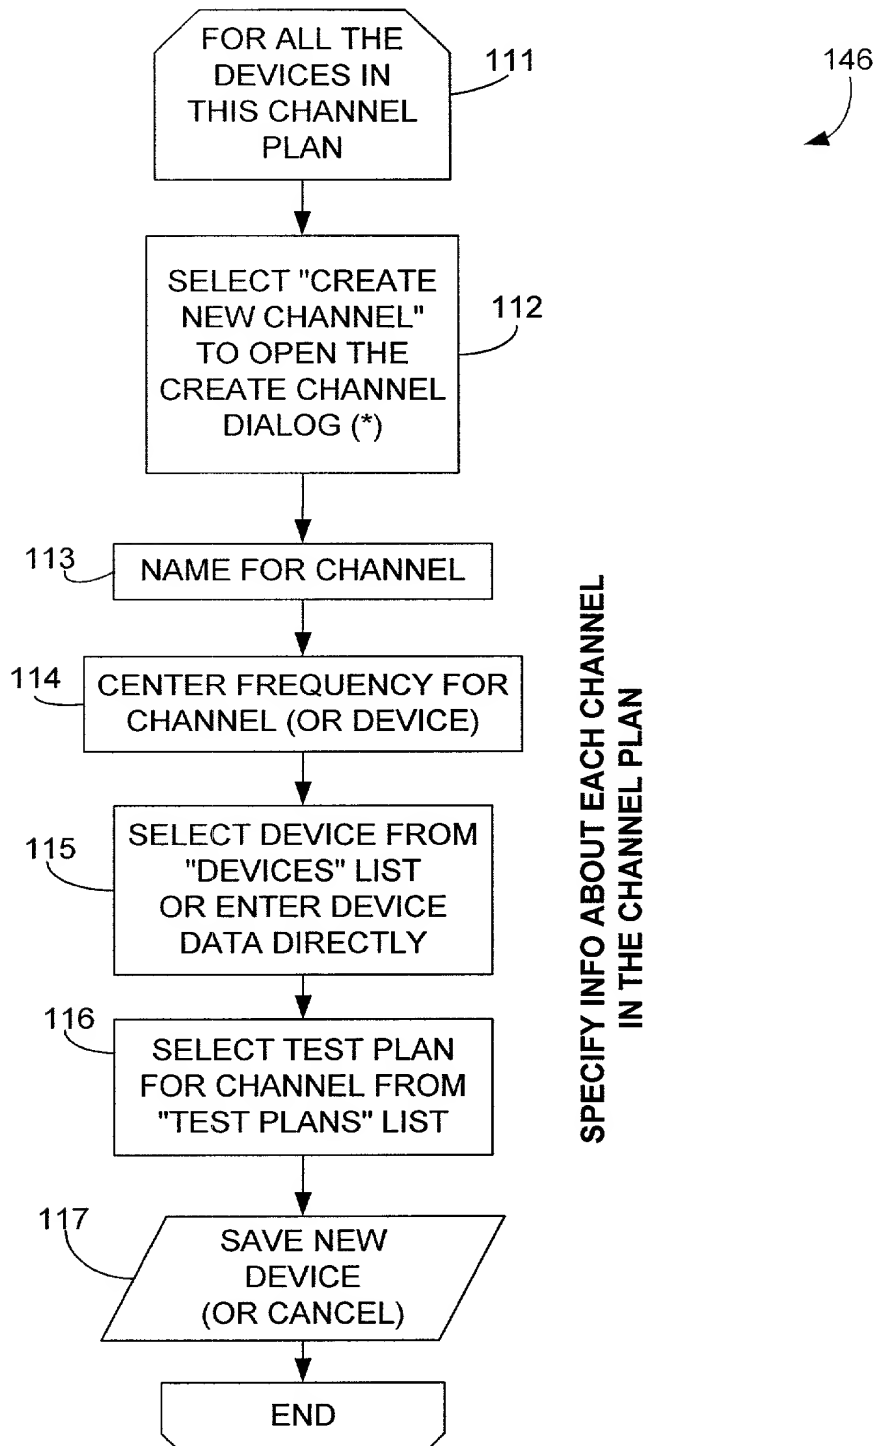 FOR ALL THE
DEVICES IN
THIS CHANNEL
PLAN
111
146
SELECT "CREATE
NEW CHANNEL"
TO OPEN THE
CREATE CHANNEL
DIALOG (*)
112
113
NAME FOR CHANNEL
114
CENTER FREQUENCY FOR
CHANNEL (OR DEVICE)
115
SELECT DEVICE FROM
"DEVICES" LIST
OR ENTER DEVICE
DATA DIRECTLY
116
SELECT TEST PLAN
FOR CHANNEL FROM
"TEST PLANS" LIST
117
SAVE NEW
DEVICE
(OR CANCEL)
END
SPECIFY INFO ABOUT EACH CHANNEL
IN THE CHANNEL PLAN